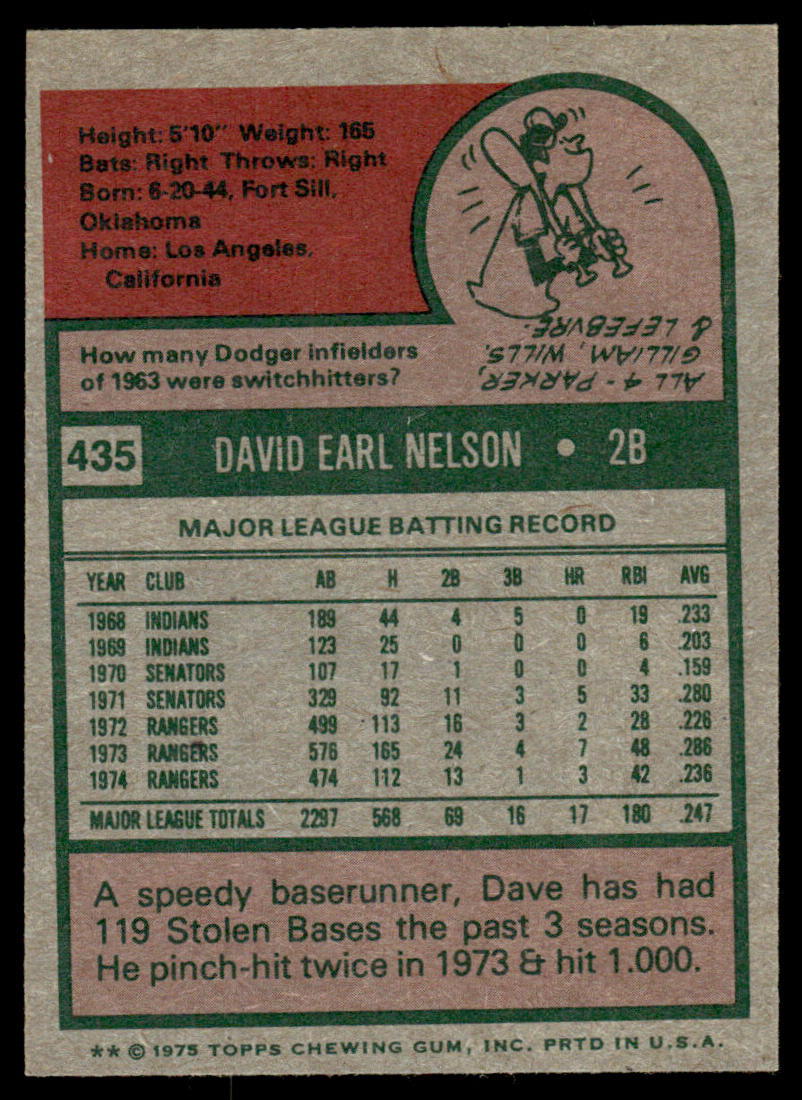 Height: 5'10" Weight: 165
Bats: Right Throws: Right
Born: 6-20-44, Fort Sill,
Oklahoma
Home: Los Angeles,
California
How many Dodger infielders
of 1963 were switchhitters?
ALL 4 - PARKER,
GILLIAM, WILLS,
& LEFEBVRE.
435 DAVID EARL NELSON • 2B
MAJOR LEAGUE BATTING RECORD
YEAR CLUB AB H 2B 3B HR RBI AVG
1968 INDIANS 189 44 4 5 0 19 .233
1969 INDIANS 123 25 0 0 0 6 .203
1970 SENATORS 107 17 1 0 0 4 .159
1971 SENATORS 329 92 11 3 5 33 .280
1972 RANGERS 499 113 16 3 2 28 .226
1973 RANGERS 576 165 24 4 7 48 .286
1974 RANGERS 474 112 13 1 3 42 .236
MAJOR LEAGUE TOTALS 2297 568 69 16 17 180 .247
A speedy baserunner, Dave has had
119 Stolen Bases the past 3 seasons.
He pinch-hit twice in 1973 & hit 1.000.
** © 1975 TOPPS CHEWING GUM, INC. PRTD IN U.S.A.